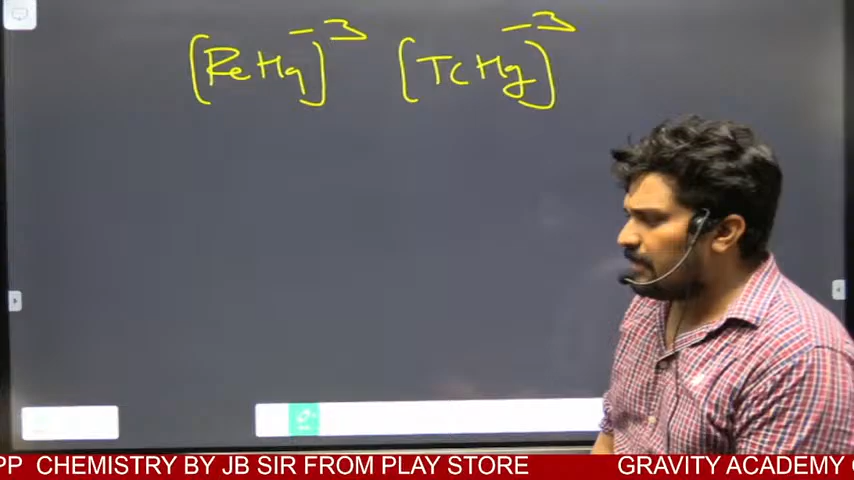 [ReH9]⁻³ [TcH9]⁻³
PP CHEMISTRY BY JB SIR FROM PLAY STORE GRAVITY ACADEMY C